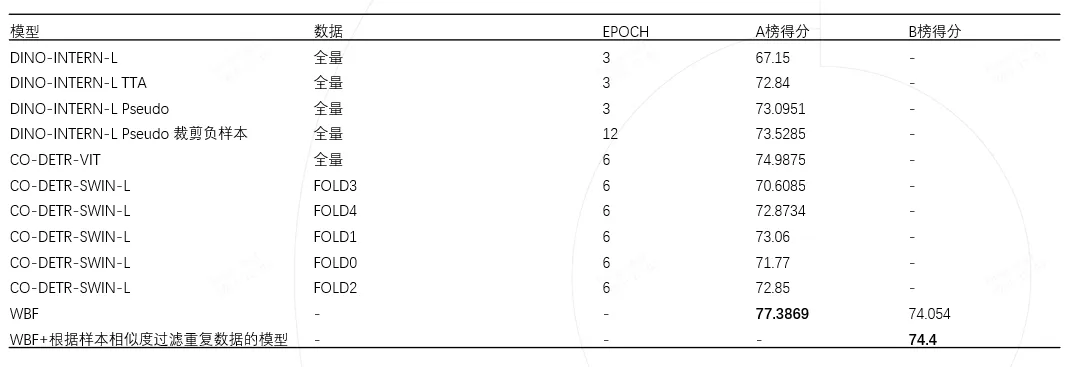 模型 数据 EPOCH A榜得分 B榜得分
DINO-INTERN-L 全量 3 67.15 -
DINO-INTERN-L TTA 全量 3 72.84 -
DINO-INTERN-L Pseudo 全量 3 73.0951 -
DINO-INTERN-L Pseudo 裁剪负样本 全量 12 73.5285 -
CO-DETR-VIT 全量 6 74.9875 -
CO-DETR-SWIN-L FOLD3 6 70.6085 -
CO-DETR-SWIN-L FOLD4 6 72.8734 -
CO-DETR-SWIN-L FOLD1 6 73.06 -
CO-DETR-SWIN-L FOLD0 6 71.77 -
CO-DETR-SWIN-L FOLD2 6 72.85 -
WBF - - 77.3869 74.054
WBF+根据样本相似度过滤重复数据的模型 - - - 74.4